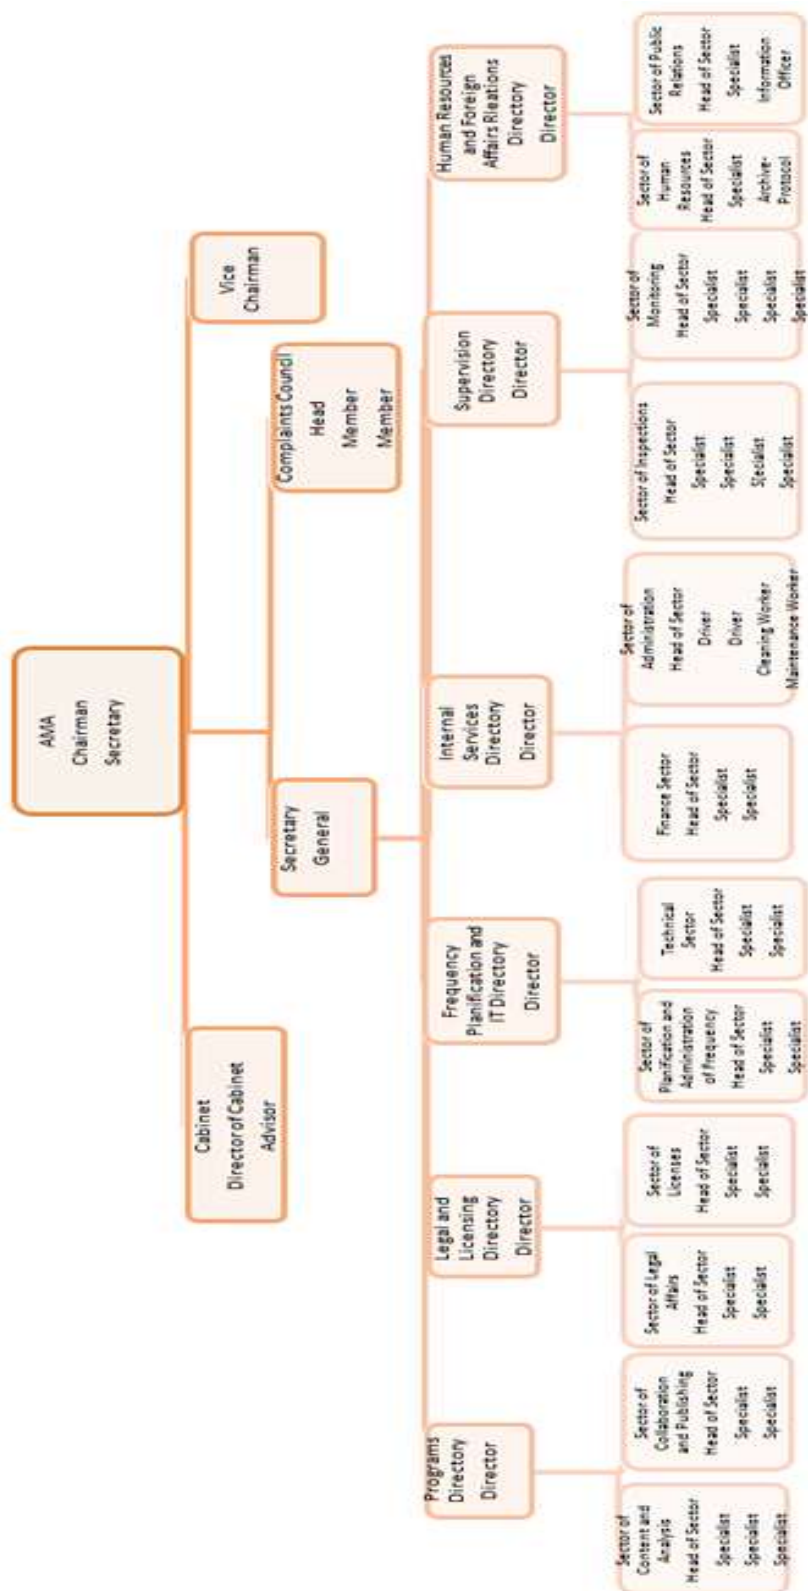 AMA
Chairman
Secretary
Cabinet
Director of Cabinet
Advisor
Vice
Chairman
Secretary
General
Complaints Council
Head
Member
Member
Programs
Directory
Director
Legal and
Licensing
Directory
Director
Frequency
Planification and
IT Directory
Director
Internal
Services
Directory
Director
Supervision
Directory
Director
Human Resources
and Foreign
Affairs Rleations
Directory
Director
Sector of
Content and
Analysis
Head of Sector
Specialist
Specialist
Specialist
Sector of
Collaboration
and Publishing
Head of Sector
Specialist
Specialist
Sector of Legal
Affairs
Head of Sector
Specialist
Specialist
Sector of
Licenses
Head of Sector
Specialist
Specialist
Sector of
Planification and
Administration
of Frequency
Head of Sector
Specialist
Specialist
Technical
Sector
Head of Sector
Specialist
Specialist
Finance Sector
Head of Sector
Specialist
Specialist
Sector of
Administration
Head of Sector
Driver
Driver
Cleaning Worker
Maintenance Worker
Sector of Inspections
Head of Sector
Specialist
Specialist
S(ecialist
Specialist
Sector of
Monitoring
Head of Sector
Specialist
Specialist
Specialist
Specialist
Sector of
Human
Resources
Head of Sector
Specialist
Archive-
Protocol
Sector of Public
Relations
Head of Sector
Specialist
Information
Officer